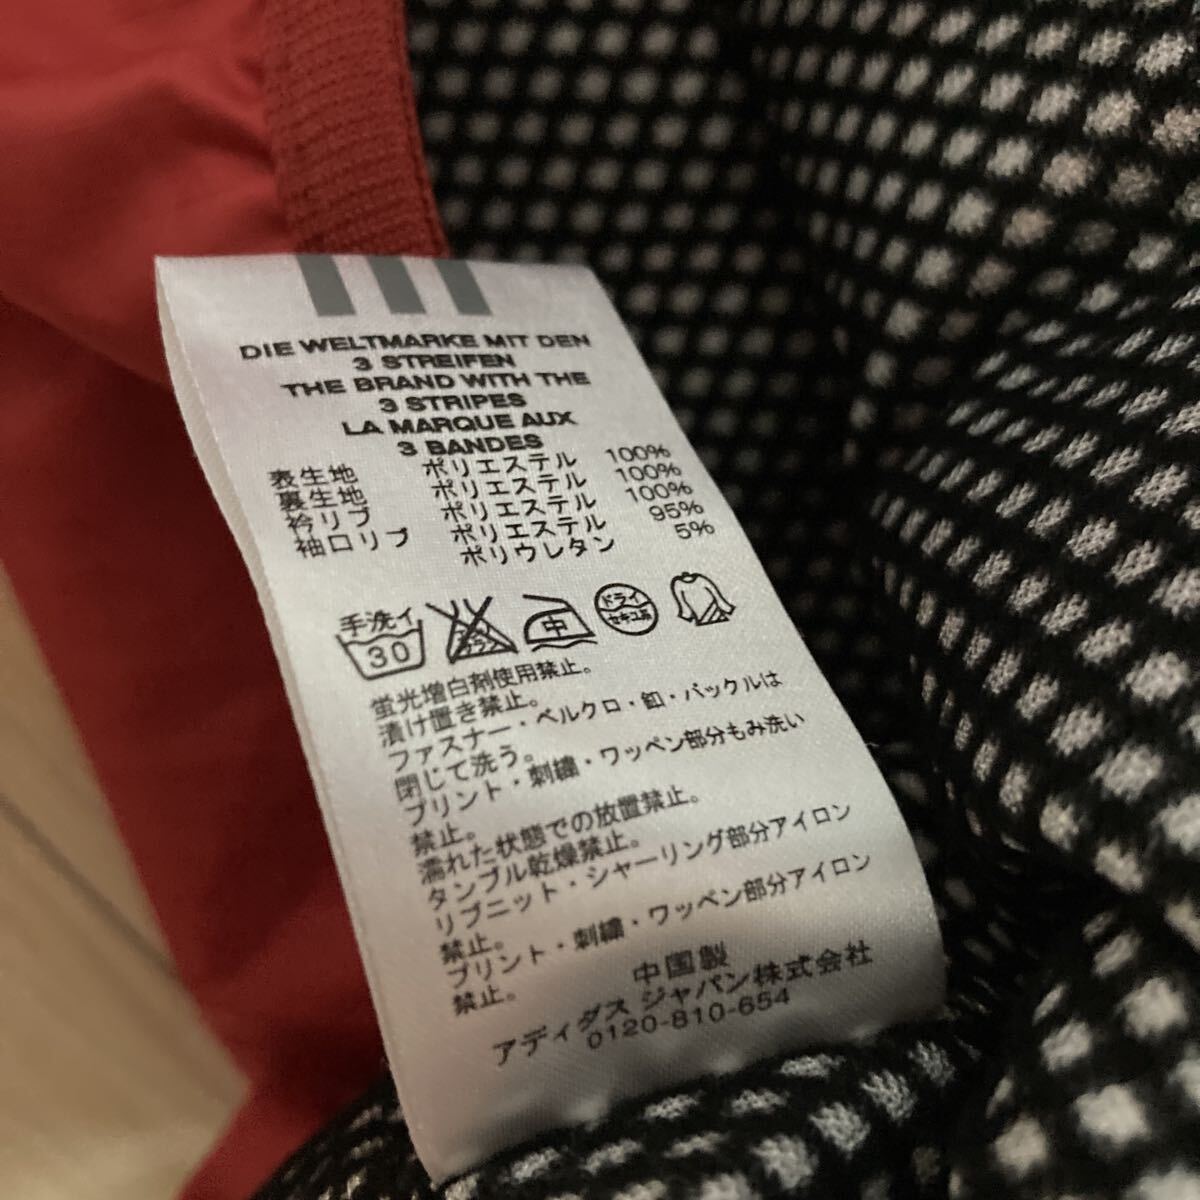 DIE WELTMARKE MIT DEN
3 STREIFEN
THE BRAND WITH THE
3 STRIPES
LA MARQUE AUX
3 BANDES
表生地 ポリエステル 100%
裏生地 ポリエステル 100%
衿リブ ポリエステル 100%
袖口リブ ポリエステル 95%
ポリウレタン 5%
手洗イ
30
中
ドライ
セキユ系
蛍光増白剤使用禁止。
漬け置き禁止。
ファスナー・ベルクロ・釦・バックルは
閉じて洗う。
プリント・刺繍・ワッペン部分もみ洗い
禁止。
濡れた状態での放置禁止。
タンブル乾燥禁止。
リブニット・シャーリング部分アイロン
禁止。
プリント・刺繍・ワッペン部分アイロン
禁止。
中国製
アディダス ジャパン株式会社
0120-810-654